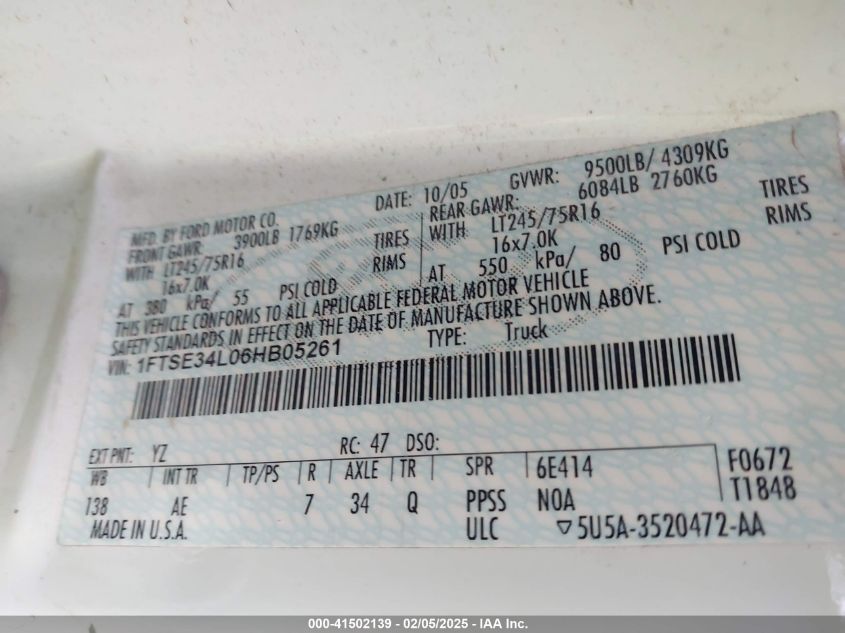 MFD. BY FORD MOTOR CO.
DATE: 10/05 GVWR: 9500LB/ 4309KG
FRONT GAWR: 3900LB 1769KG
REAR GAWR: 6084LB 2760KG
WITH LT245/75R16 TIRES
WITH LT245/75R16 TIRES
16x7.0K RIMS
16x7.0K RIMS
AT 380 kPa/ 55 PSI COLD
AT 550 kPa/ 80 PSI COLD
THIS VEHICLE CONFORMS TO ALL APPLICABLE FEDERAL MOTOR VEHICLE
SAFETY STANDARDS IN EFFECT ON THE DATE OF MANUFACTURE SHOWN ABOVE.
VIN: 1FTSE34L06HB05261 TYPE: Truck
EXT PNT: YZ RC: 47 DSO:
WB INT TR TP/PS R AXLE TR SPR 6E414 F0672
138 AE 7 34 Q PPSS NOA T1848
MADE IN U.S.A. ULC ▽5U5A-3520472-AA
000-41502139 - 02/05/2025 - IAA Inc.